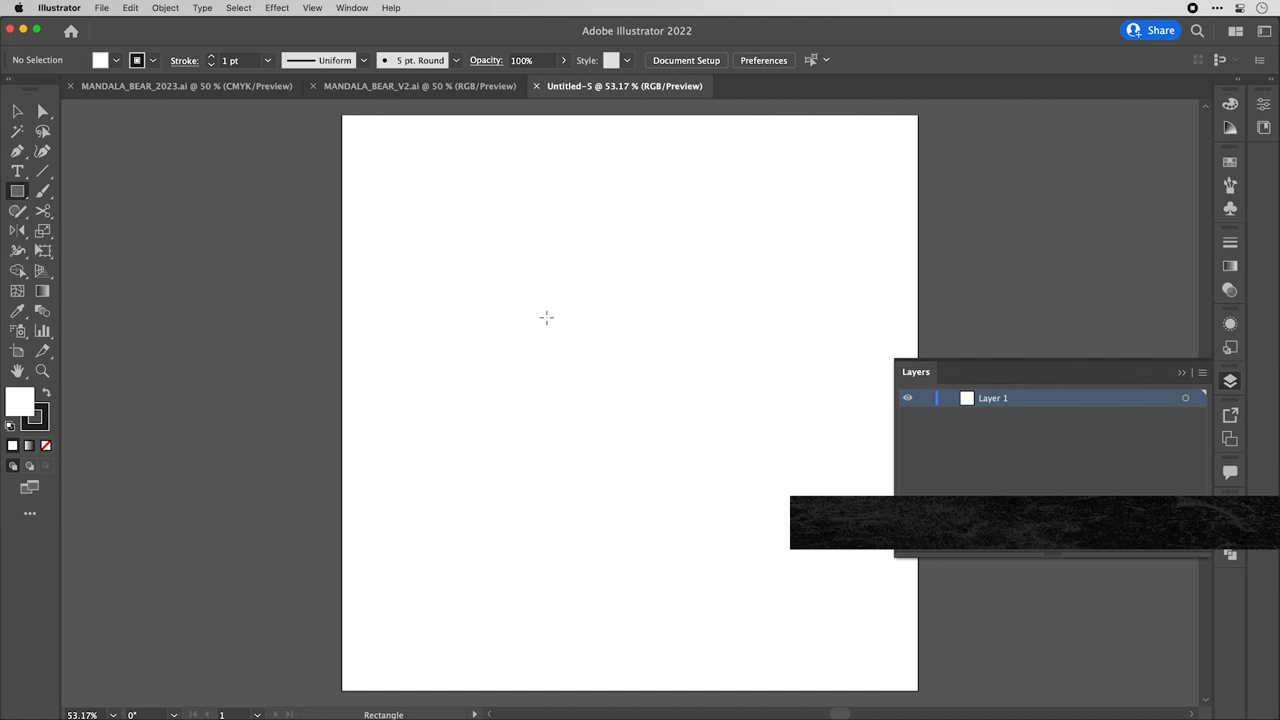 Illustrator File Edit Object Type Select Effect View Window Help
Adobe Illustrator 2022
Share
No Selection
Stroke: 1 pt
Uniform
5 pt. Round
Opacity: 100%
Style:
Document Setup
Preferences
MANDALA_BEAR_2023.ai @ 50 % (CMYK/Preview)
MANDALA_BEAR_V2.ai @ 50 % (RGB/Preview)
Untitled-5 @ 53.17 % (RGB/Preview)
Layers
Layer 1
53.17% 0° 1 Rectangle